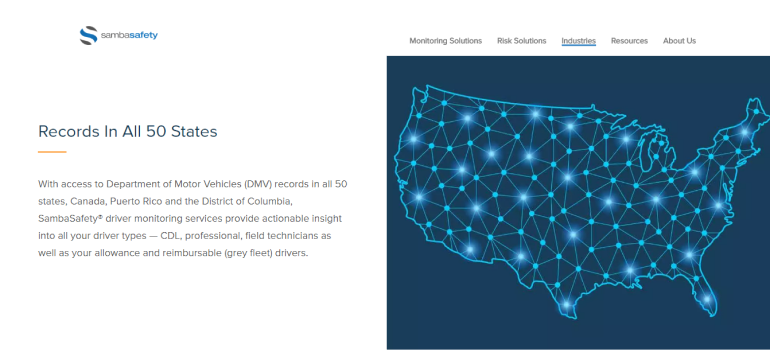 sambasafety
Monitoring Solutions Risk Solutions Industries Resources About Us
Records In All 50 States
With access to Department of Motor Vehicles (DMV) records in all 50
states, Canada, Puerto Rico and the District of Columbia,
SambaSafety® driver monitoring services provide actionable insight
into all your driver types — CDL, professional, field technicians as
well as your allowance and reimbursable (grey fleet) drivers.